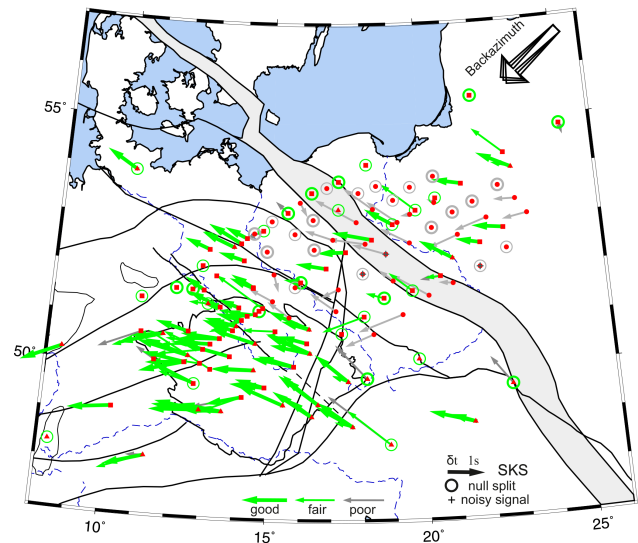 Backazimuth
55°
50°
δt 1s
SKS
null split
+ noisy signal
good fair poor
10° 15° 20° 25°